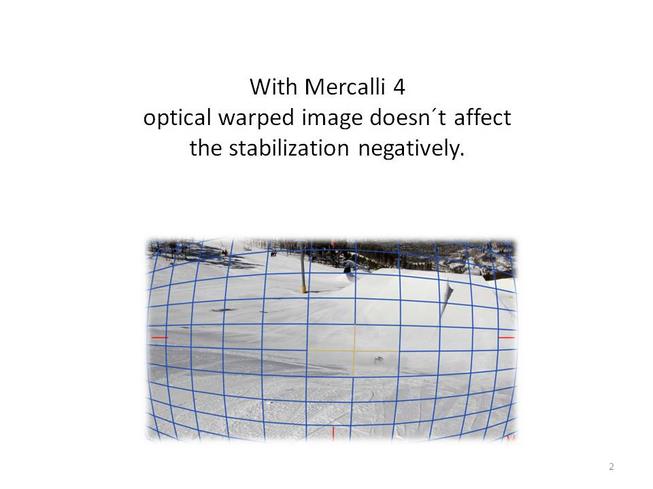 With Mercalli 4
optical warped image doesn´t affect
the stabilization negatively.
2